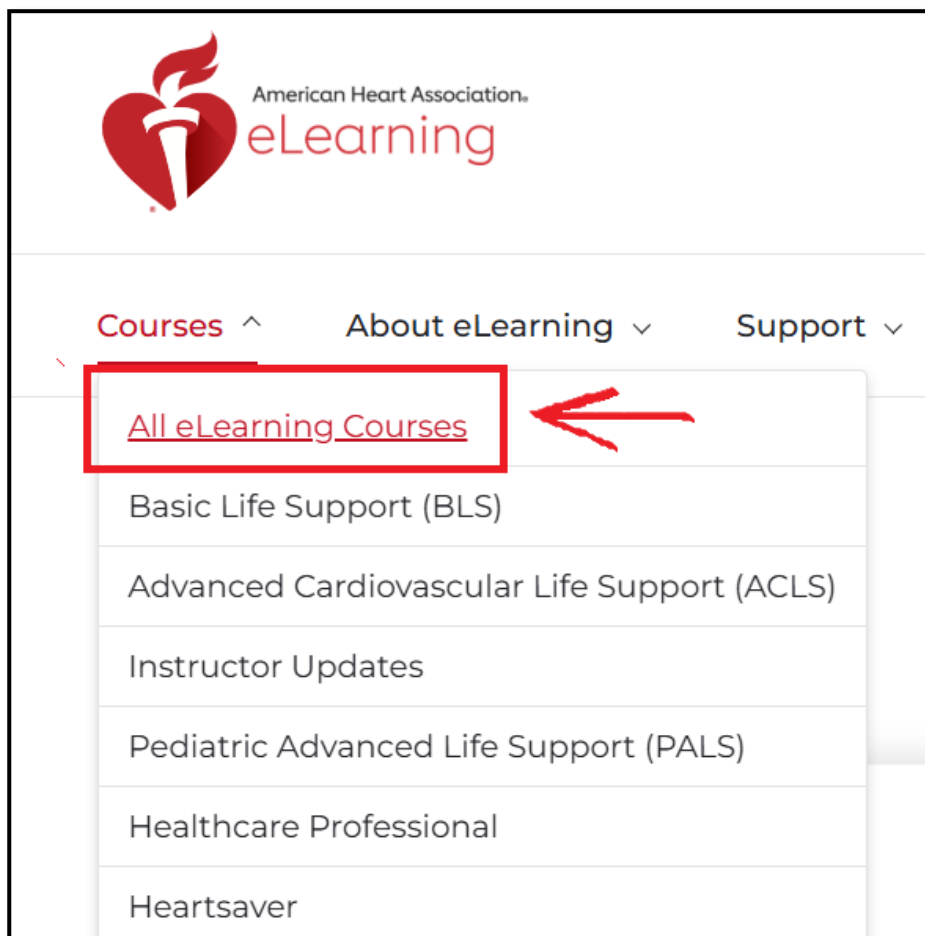 American Heart Association.
eLearning
Courses About eLearning Support
All eLearning Courses
Basic Life Support (BLS)
Advanced Cardiovascular Life Support (ACLS)
Instructor Updates
Pediatric Advanced Life Support (PALS)
Healthcare Professional
Heartsaver